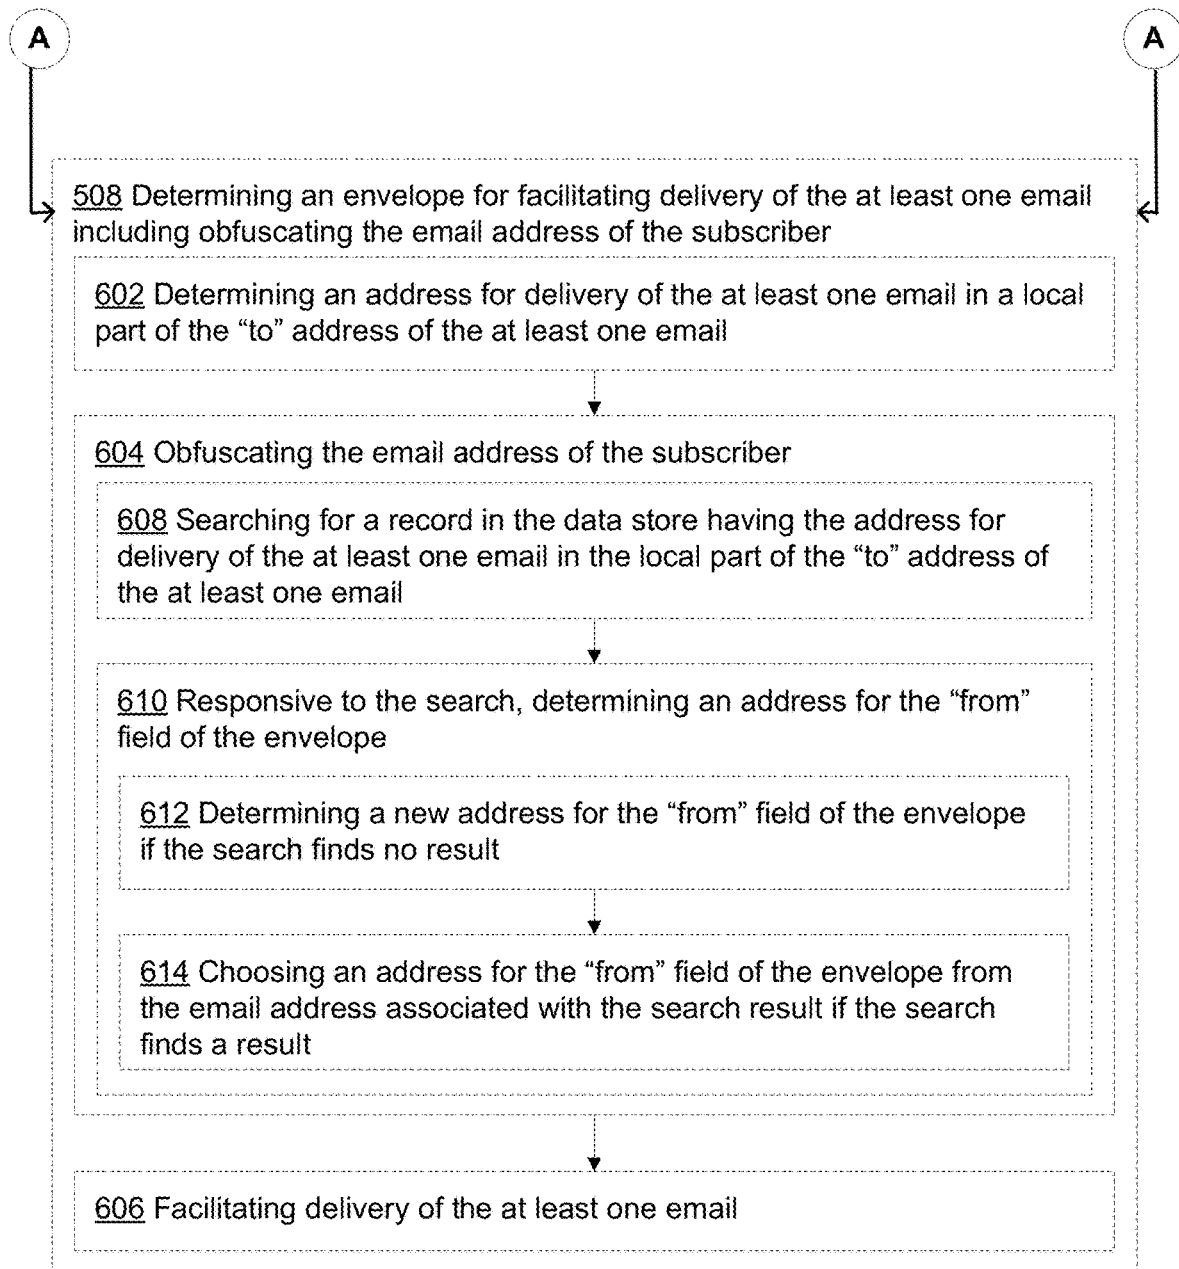 A A
508 Determining an envelope for facilitating delivery of the at least one email
including obfuscating the email address of the subscriber
602 Determining an address for delivery of the at least one email in a local
part of the “to” address of the at least one email
604 Obfuscating the email address of the subscriber
608 Searching for a record in the data store having the address for
delivery of the at least one email in the local part of the “to” address of
the at least one email
610 Responsive to the search, determining an address for the “from”
field of the envelope
612 Determining a new address for the “from” field of the envelope
if the search finds no result
614 Choosing an address for the “from” field of the envelope from
the email address associated with the search result if the search
finds a result
606 Facilitating delivery of the at least one email